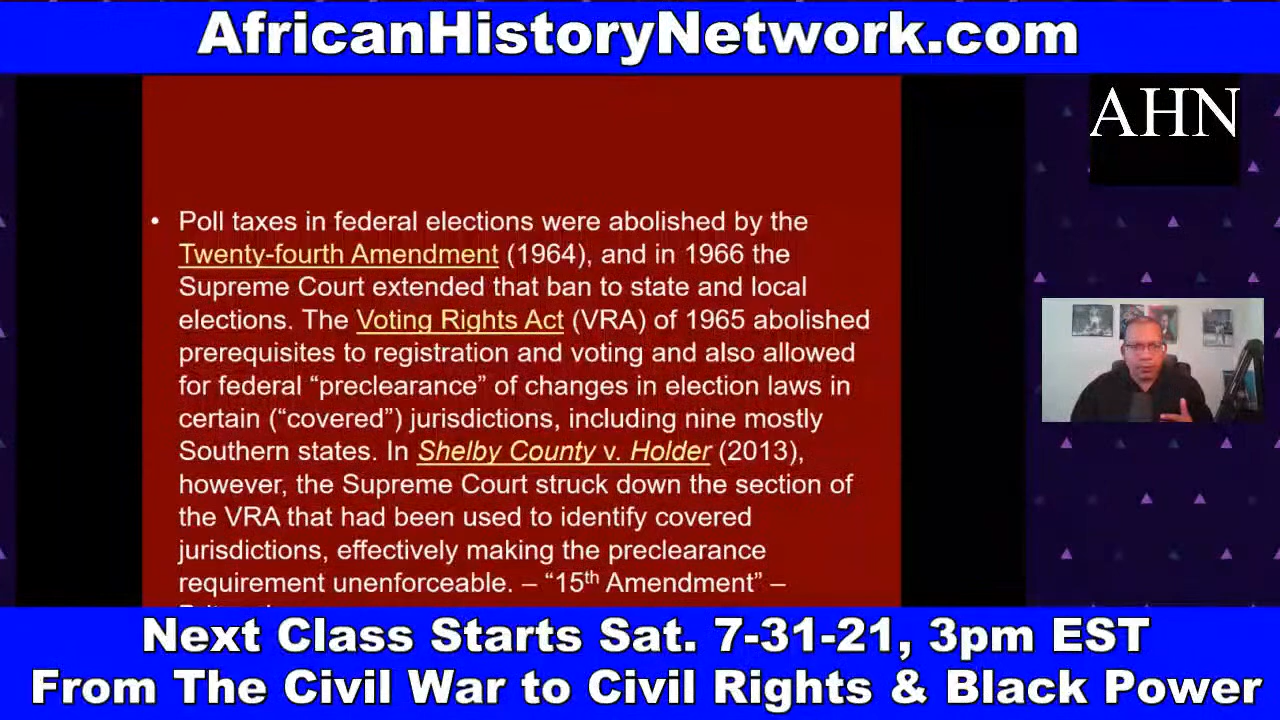 AfricanHistoryNetwork.com
AHN
• Poll taxes in federal elections were abolished by the
Twenty-fourth Amendment (1964), and in 1966 the
Supreme Court extended that ban to state and local
elections. The Voting Rights Act (VRA) of 1965 abolished
prerequisites to registration and voting and also allowed
for federal “preclearance” of changes in election laws in
certain (“covered”) jurisdictions, including nine mostly
Southern states. In Shelby County v. Holder (2013),
however, the Supreme Court struck down the section of
the VRA that had been used to identify covered
jurisdictions, effectively making the preclearance
requirement unenforceable. – “15th Amendment” –
Next Class Starts Sat. 7-31-21, 3pm EST
From The Civil War to Civil Rights & Black Power